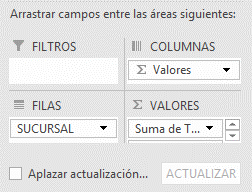 Arrastrar campos entre las áreas siguientes:
FILTROS
COLUMNAS
Σ Valores
FILAS
Σ VALORES
SUCURSAL
Suma de T...
Aplazar actualización...
ACTUALIZAR